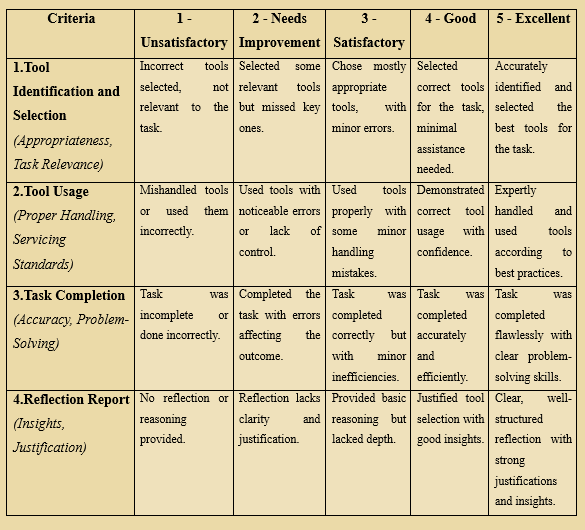 Criteria
1 -
Unsatisfactory
2 - Needs
Improvement
3 -
Satisfactory
4 - Good
5 - Excellent
1.Tool
Identification and
Selection
(Appropriateness,
Task Relevance)
Incorrect tools
selected, not
relevant to the
task.
Selected some
relevant tools
but missed key
ones.
Chose mostly
appropriate
tools, with
minor errors.
Selected
correct tools
for the task,
minimal
assistance
needed.
Accurately
identified and
selected the
best tools for
the task.
2.Tool Usage
(Proper Handling,
Servicing
Standards)
Mishandled tools
or used them
incorrectly.
Used tools with
noticeable errors
or lack of
control.
Used tools
properly with
some minor
handling
mistakes.
Demonstrated
correct tool
usage with
confidence.
Expertly
handled and
used tools
according to
best practices.
3.Task Completion
(Accuracy, Problem-
Solving)
Task was
incomplete or
done incorrectly.
Completed the
task with errors
affecting the
outcome.
Task was
completed
correctly but
with minor
inefficiencies.
Task was
completed
accurately
and
efficiently.
Task was
completed
flawlessly with
clear problem-
solving skills.
4.Reflection Report
(Insights,
Justification)
No reflection or
reasoning
provided.
Reflection lacks
clarity and
justification.
Provided basic
reasoning but
lacked depth.
Justified tool
selection with
good insights.
Clear, well-
structured
reflection with
strong
justifications
and insights.